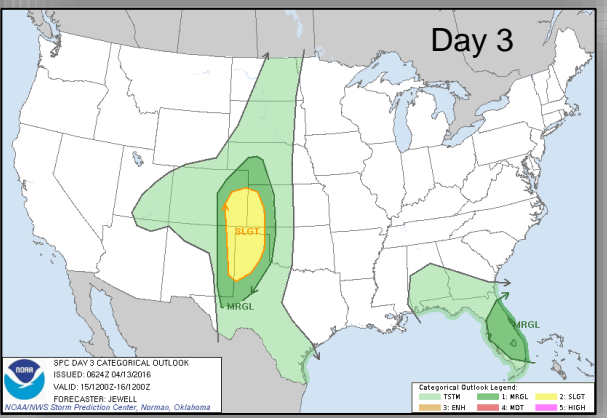 Day 3
SLGT
MRGL
MRGL
NOAA
SPC DAY 3 CATEGORICAL OUTLOOK
ISSUED: 0624Z 04/13/2016
VALID: 15/1200Z-16/1200Z
FORECASTER: JEWELL
NOAA/NWS Storm Prediction Center, Norman, Oklahoma
Categorical Outlook Legend:
TSTM 1: MRGL 2: SLGT
3: ENH 4: MDT 5: HIGH